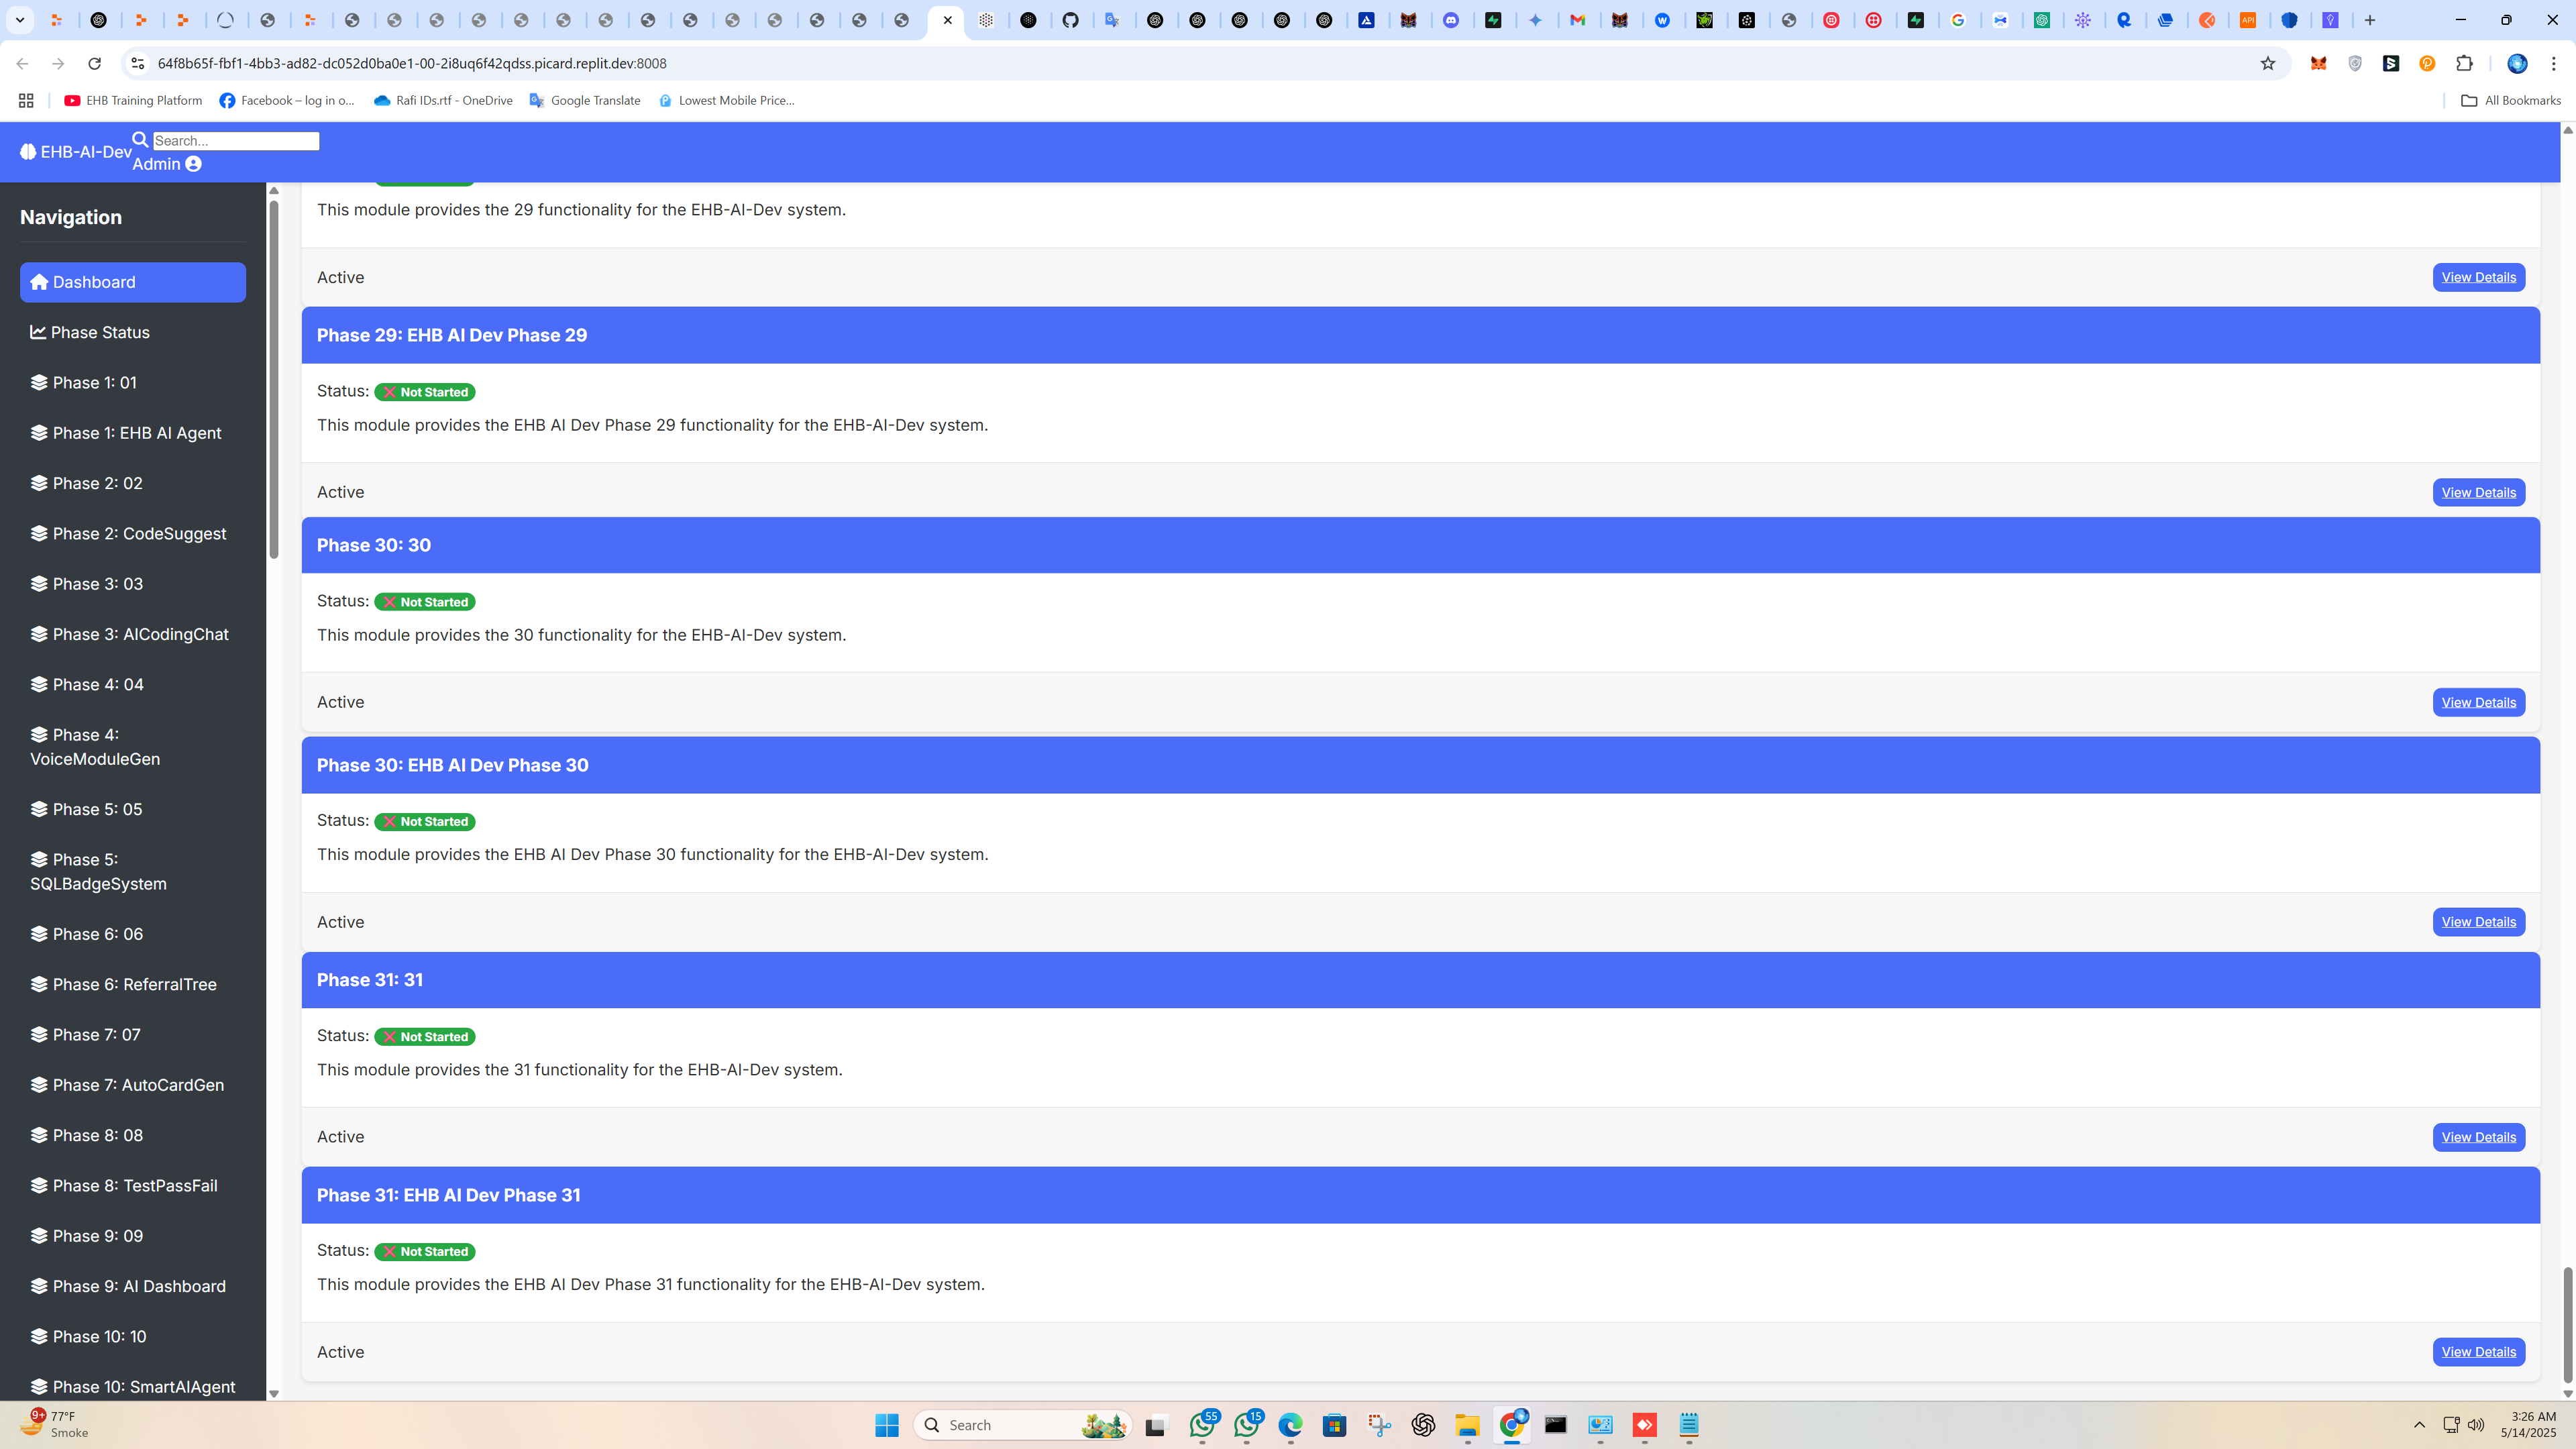 64f8b65f-fbf1-4bb3-ad82-dc052d0ba0e1-00-2i8uq6f42qdss.picard.replit.dev:8008
EHB Training Platform
Facebook – log in o...
Rafi IDs.rtf - OneDrive
Google Translate
Lowest Mobile Price...
All Bookmarks
EHB-AI-Dev
Search...
Admin
Navigation
Dashboard
Phase Status
Phase 1: 01
Phase 1: EHB AI Agent
Phase 2: 02
Phase 2: CodeSuggest
Phase 3: 03
Phase 3: AICodingChat
Phase 4: 04
Phase 4:
VoiceModuleGen
Phase 5: 05
Phase 5:
SQLBadgeSystem
Phase 6: 06
Phase 6: ReferralTree
Phase 7: 07
Phase 7: AutoCardGen
Phase 8: 08
Phase 8: TestPassFail
Phase 9: 09
Phase 9: AI Dashboard
Phase 10: 10
Phase 10: SmartAIAgent
This module provides the 29 functionality for the EHB-AI-Dev system.
Active
View Details
Phase 29: EHB AI Dev Phase 29
Status: ❌ Not Started
This module provides the EHB AI Dev Phase 29 functionality for the EHB-AI-Dev system.
Active
View Details
Phase 30: 30
Status: ❌ Not Started
This module provides the 30 functionality for the EHB-AI-Dev system.
Active
View Details
Phase 30: EHB AI Dev Phase 30
Status: ❌ Not Started
This module provides the EHB AI Dev Phase 30 functionality for the EHB-AI-Dev system.
Active
View Details
Phase 31: 31
Status: ❌ Not Started
This module provides the 31 functionality for the EHB-AI-Dev system.
Active
View Details
Phase 31: EHB AI Dev Phase 31
Status: ❌ Not Started
This module provides the EHB AI Dev Phase 31 functionality for the EHB-AI-Dev system.
Active
View Details
9+
77°F
Smoke
Search
55
15
3:26 AM
5/14/2025